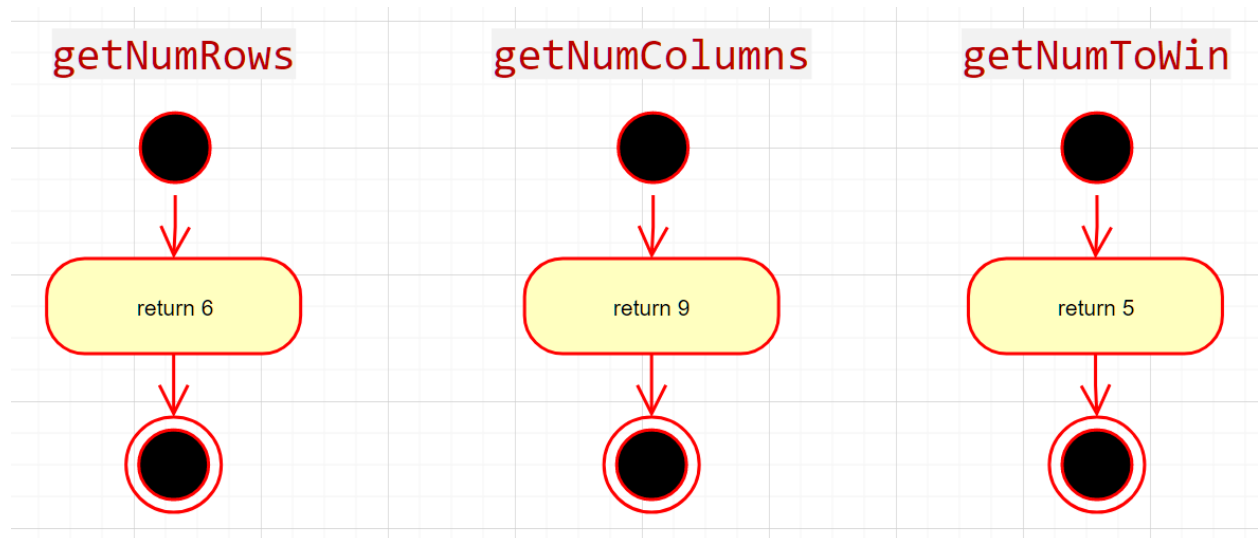 getNumRows
getNumColumns
getNumToWin
return 6
return 9
return 5